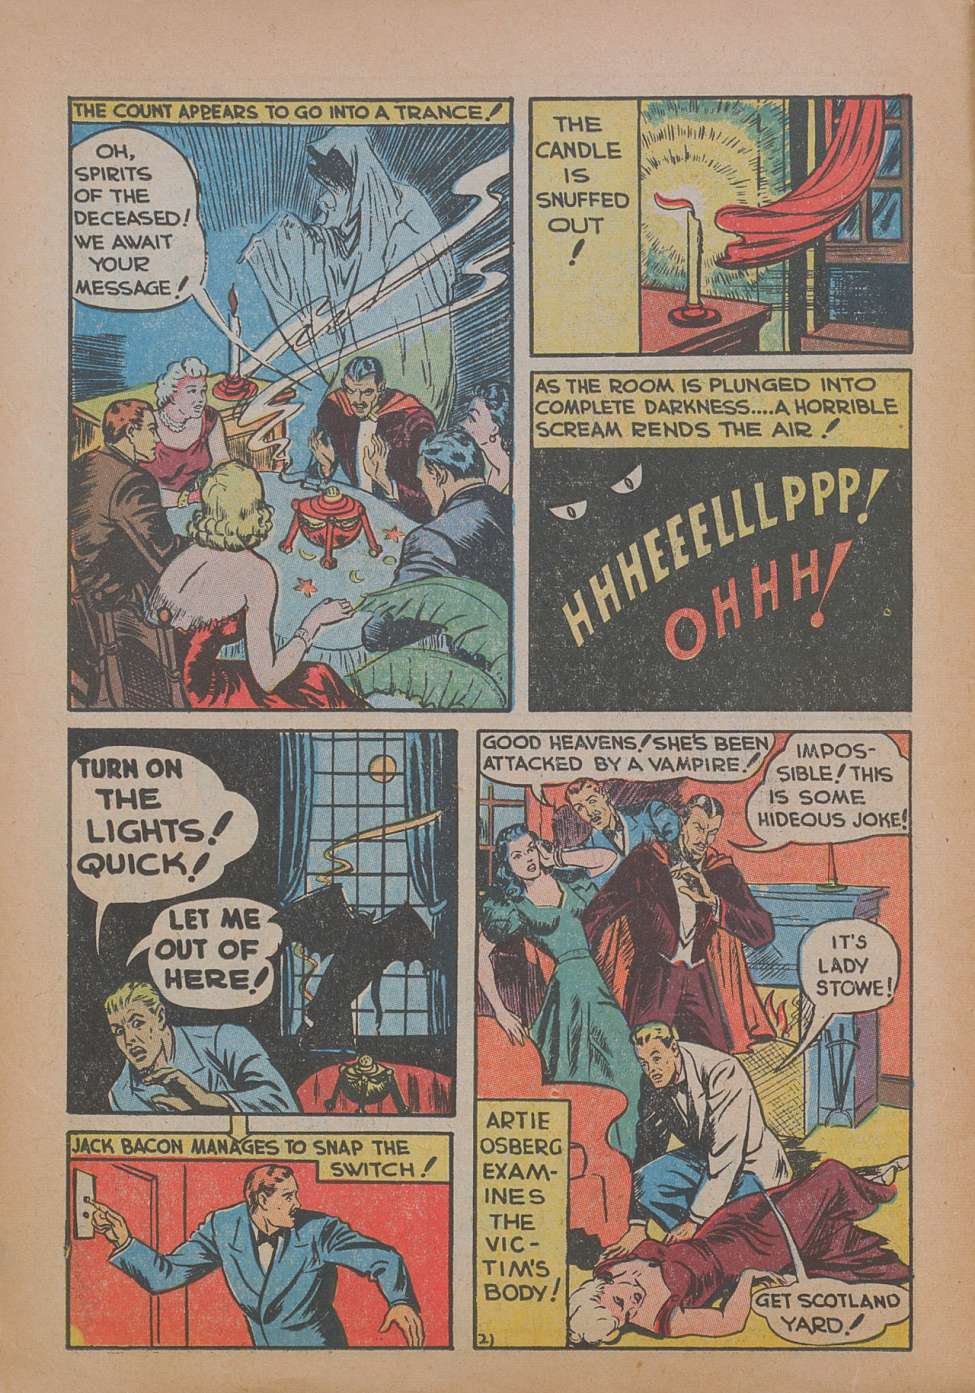 THE COUNT APPEARS TO GO INTO A TRANCE!
OH,
SPIRITS
OF THE
DECEASED!
WE AWAIT
YOUR
MESSAGE!
THE
CANDLE
IS
SNUFFED
OUT
!
AS THE ROOM IS PLUNGED INTO
COMPLETE DARKNESS....A HORRIBLE
SCREAM RENDS THE AIR!
HHHEEELLLPPP!
OHHH!
TURN ON
THE
LIGHTS!
QUICK!
LET ME
OUT OF
HERE!
JACK BACON MANAGES TO SNAP THE
SWITCH!
GOOD HEAVENS! SHE'S BEEN
ATTACKED BY A VAMPIRE!
IMPOS-
SIBLE! THIS
IS SOME
HIDEOUS JOKE!
IT'S
LADY
STOWE!
ARTIE
OSBERG
EXAM-
INES
THE
VIC-
TIM'S
BODY!
GET SCOTLAND
YARD!
2)